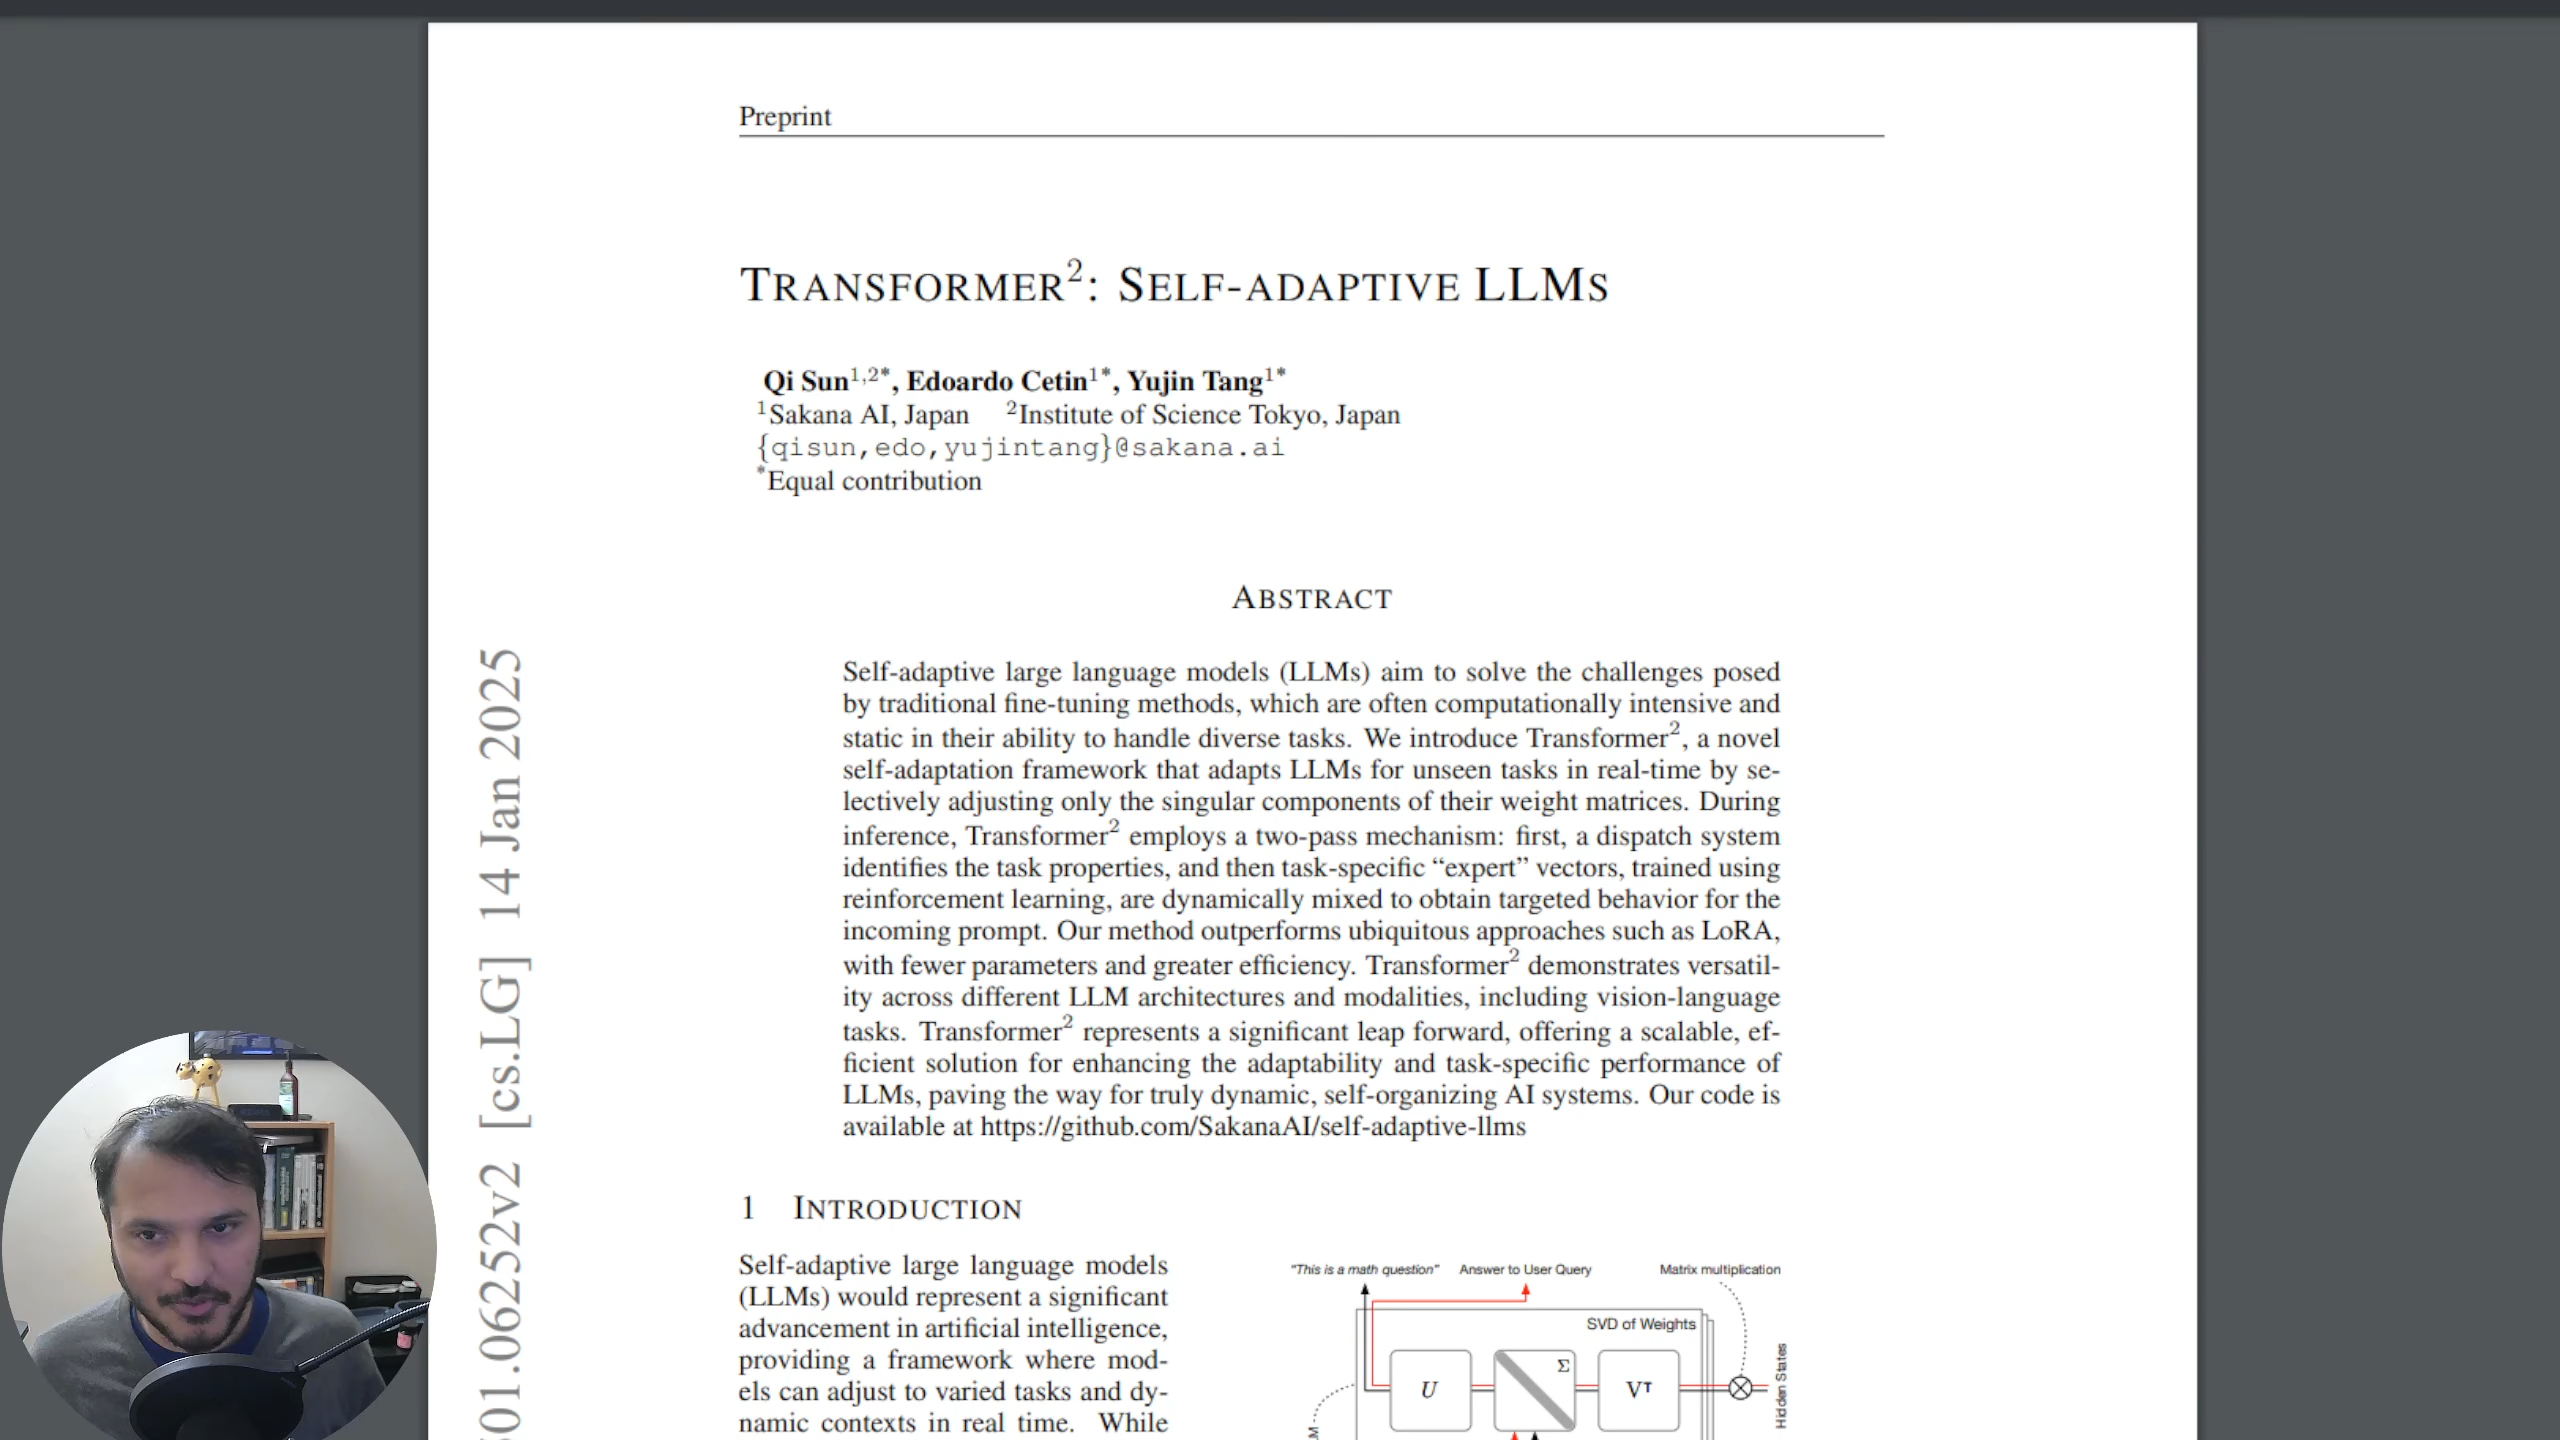 Preprint
TRANSFORMER²: SELF-ADAPTIVE LLMS
Qi Sun¹,²*, Edoardo Cetin¹*, Yujin Tang¹*
¹Sakana AI, Japan ²Institute of Science Tokyo, Japan
{qisun,edo,yujintang}@sakana.ai
*Equal contribution
ABSTRACT
Self-adaptive large language models (LLMs) aim to solve the challenges posed
by traditional fine-tuning methods, which are often computationally intensive and
static in their ability to handle diverse tasks. We introduce Transformer², a novel
self-adaptation framework that adapts LLMs for unseen tasks in real-time by se-
lectively adjusting only the singular components of their weight matrices. During
inference, Transformer² employs a two-pass mechanism: first, a dispatch system
identifies the task properties, and then task-specific “expert” vectors, trained using
reinforcement learning, are dynamically mixed to obtain targeted behavior for the
incoming prompt. Our method outperforms ubiquitous approaches such as LoRA,
with fewer parameters and greater efficiency. Transformer² demonstrates versatil-
ity across different LLM architectures and modalities, including vision-language
tasks. Transformer² represents a significant leap forward, offering a scalable, ef-
ficient solution for enhancing the adaptability and task-specific performance of
LLMs, paving the way for truly dynamic, self-organizing AI systems. Our code is
available at https://github.com/SakanaAI/self-adaptive-llms
501.06252v2 [cs.LG] 14 Jan 2025
1 INTRODUCTION
Self-adaptive large language models
(LLMs) would represent a significant
advancement in artificial intelligence,
providing a framework where mod-
els can adjust to varied tasks and dy-
namic contexts in real time. While
"This is a math question" Answer to User Query Matrix multiplication
SVD of Weights
U Σ Vᵀ
Hidden States